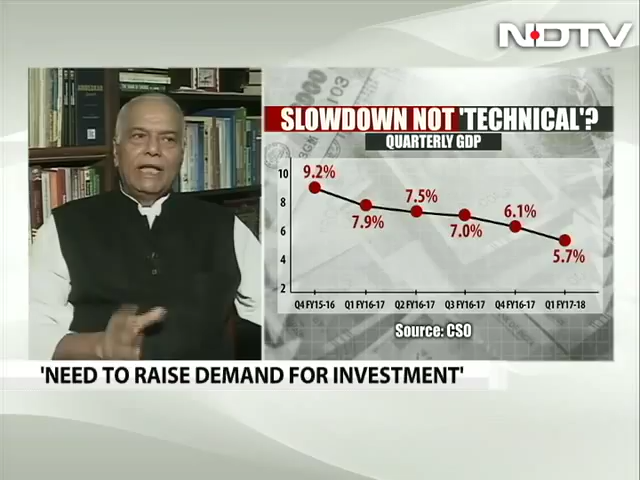 NDTV
SLOWDOWN NOT 'TECHNICAL'?
QUARTERLY GDP
10
8
6
4
2
9.2%
7.9%
7.5%
7.0%
6.1%
5.7%
Q4 FY15-16 Q1 FY16-17 Q2 FY16-17 Q3 FY16-17 Q4 FY16-17 Q1 FY17-18
Source: CSO
'NEED TO RAISE DEMAND FOR INVESTMENT'